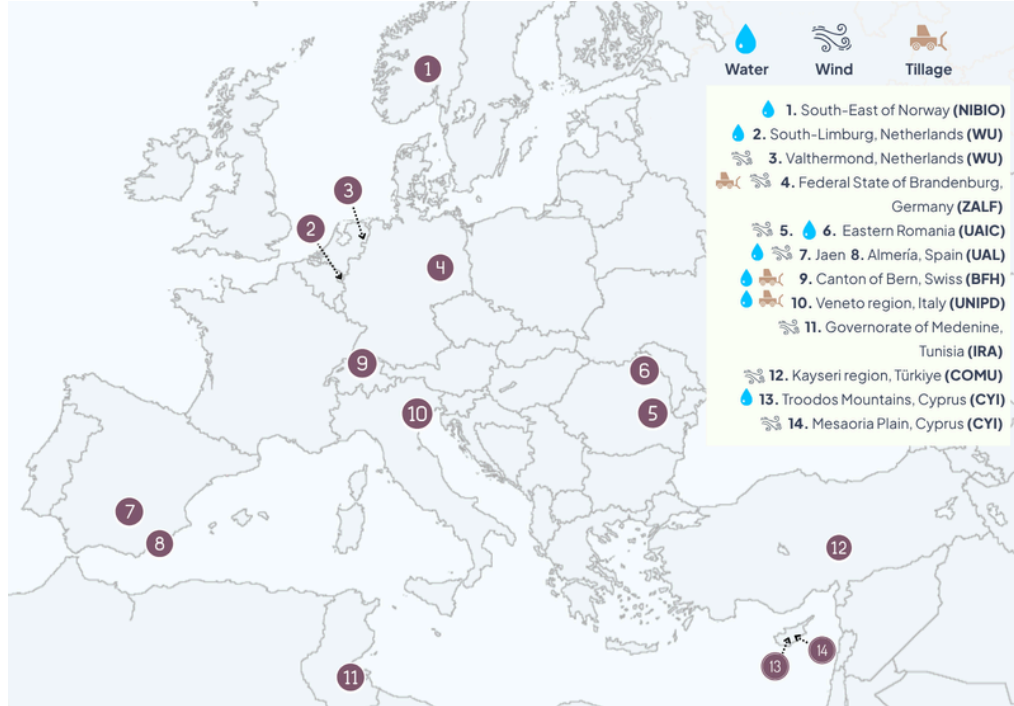 Water Wind Tillage
1. South-East of Norway (NIBIO)
2. South-Limburg, Netherlands (WU)
3. Valthermond, Netherlands (WU)
4. Federal State of Brandenburg,
Germany (ZALF)
5. 6. Eastern Romania (UAIC)
7. Jaen 8. Almería, Spain (UAL)
9. Canton of Bern, Swiss (BFH)
10. Veneto region, Italy (UNIPD)
11. Governorate of Medenine,
Tunisia (IRA)
12. Kayseri region, Türkiye (COMU)
13. Troodos Mountains, Cyprus (CYI)
14. Mesaoria Plain, Cyprus (CYI)
1
3
2
4
9
6
10
5
7
8
12
14
13
11